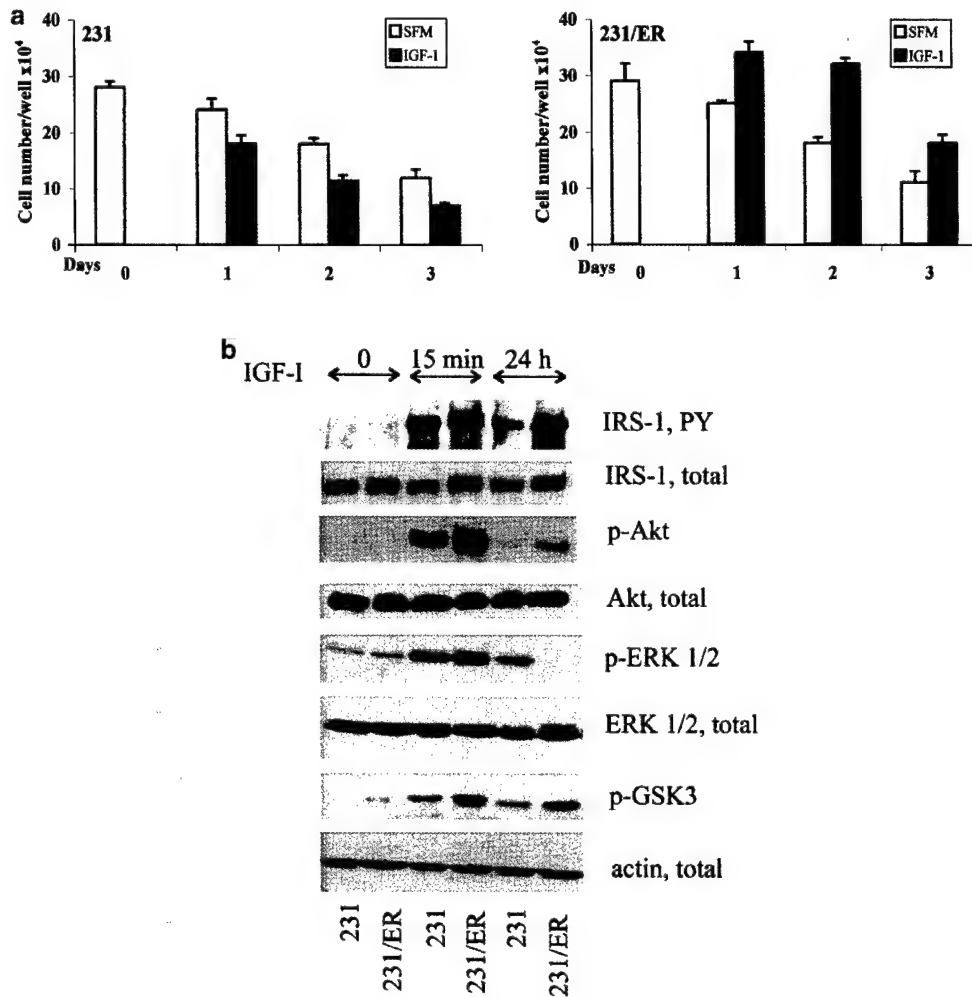 a
231
SFM
IGF-1
Cell number/well x10⁴
40
30
20
10
0
Days 0 1 2 3
231/ER
SFM
IGF-1
Cell number/well x10⁴
40
30
20
10
0
Days 0 1 2 3
b
IGF-I 0 15 min 24 h
IRS-1, PY
IRS-1, total
p-Akt
Akt, total
p-ERK 1/2
ERK 1/2, total
p-GSK3
actin, total
231 231/ER 231 231/ER 231 231/ER